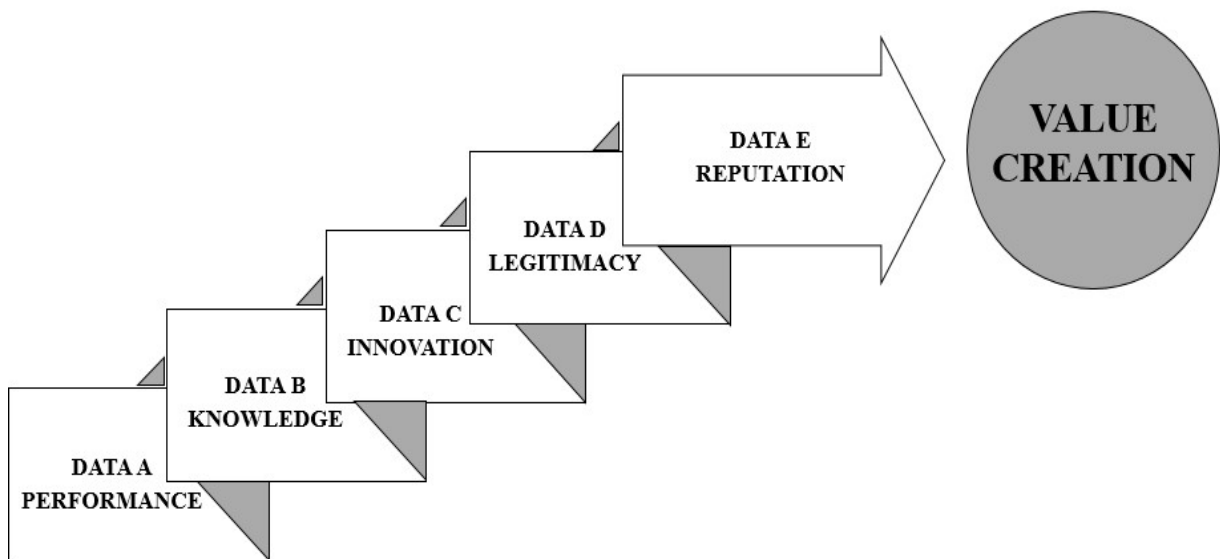 VALUE
CREATION
DATA E
REPUTATION
DATA D
LEGITIMACY
DATA C
INNOVATION
DATA B
KNOWLEDGE
DATA A
PERFORMANCE